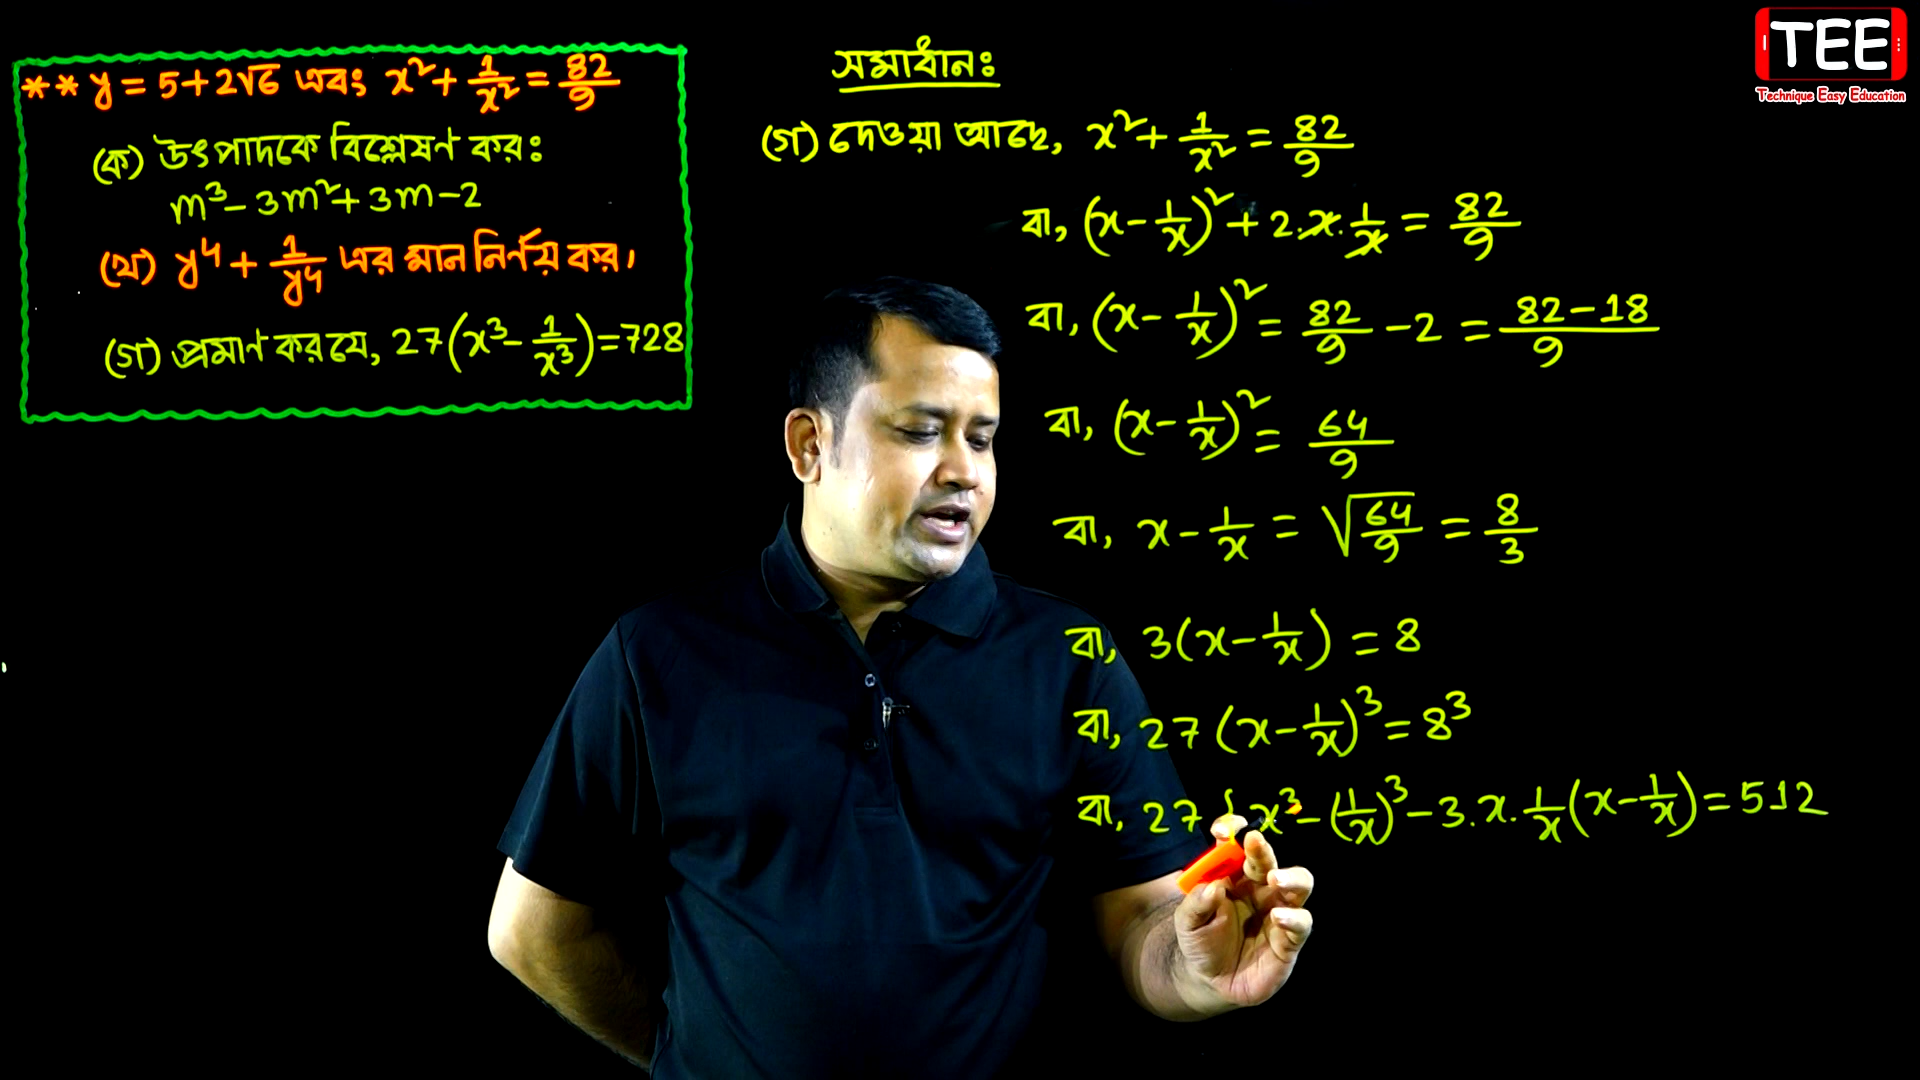 ** y = 5+2√6 এবং x² + 1/x² = 82/9
(ক) উৎপাদকে বিশ্লেষণ কর:
m³ - 3m² + 3m - 2
(খ) y⁴ + 1/y⁴ এর মান নির্ণয় কর।
(গ) প্রমাণ কর যে, 27(x³ - 1/x³) = 728
সমাধান:
(গ) দেওয়া আছে, x² + 1/x² = 82/9
বা, (x - 1/x)² + 2.x.1/x = 82/9
বা, (x - 1/x)² = 82/9 - 2 = (82-18)/9
বা, (x - 1/x)² = 64/9
বা, x - 1/x = √(64/9) = 8/3
বা, 3(x - 1/x) = 8
বা, 27(x - 1/x)³ = 8³
বা, 27 { x³ - (1/x)³ - 3.x.1/x(x - 1/x) = 512
TEE
Technique Easy Education